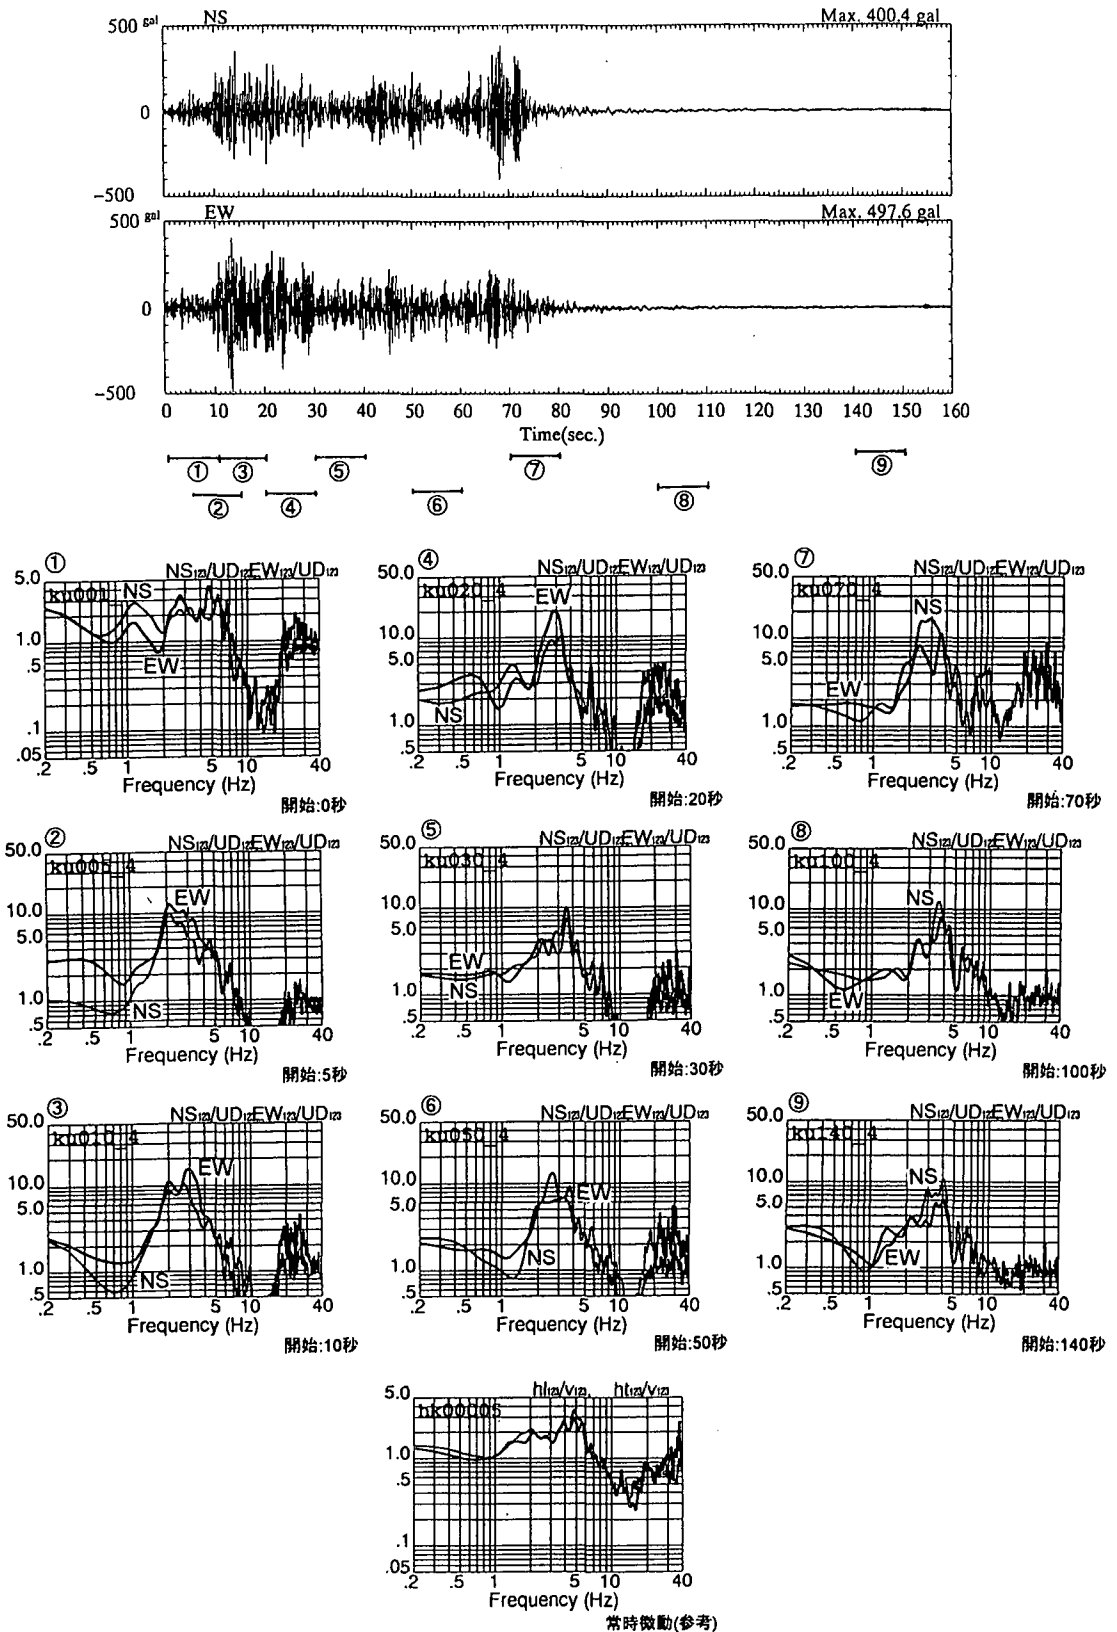 500 gal NS Max. 400.4 gal
0
-500
500 gal EW Max. 497.6 gal
0
-500
0 10 20 30 40 50 60 70 80 90 100 110 120 130 140 150 160
Time(sec.)
① ③ ⑤ ⑦ ⑨
② ④ ⑥ ⑧
①
NS123/UD123 EW123/UD123
ku001
5.0
1.0
.5
.1
.05
NS
EW
.2 .5 1 5 10 40
Frequency (Hz)
開始:0秒
④
NS123/UD123 EW123/UD123
ku020_4
50.0
10.0
5.0
1.0
.5
EW
NS
.2 .5 1 5 10 40
Frequency (Hz)
開始:20秒
⑦
NS123/UD123 EW123/UD123
ku070_4
50.0
10.0
5.0
1.0
.5
NS
EW
.2 .5 1 5 10 40
Frequency (Hz)
開始:70秒
②
NS123/UD123 EW123/UD123
ku005_4
50.0
10.0
5.0
1.0
.5
EW
NS
.2 .5 1 5 10 40
Frequency (Hz)
開始:5秒
⑤
NS123/UD123 EW123/UD123
ku030_4
50.0
10.0
5.0
1.0
.5
EW
NS
.2 .5 1 5 10 40
Frequency (Hz)
開始:30秒
⑧
NS123/UD123 EW123/UD123
ku100_4
50.0
10.0
5.0
1.0
.5
NS
EW
.2 .5 1 5 10 40
Frequency (Hz)
開始:100秒
③
NS123/UD123 EW123/UD123
ku010_4
50.0
10.0
5.0
1.0
.5
EW
NS
.2 .5 1 5 10 40
Frequency (Hz)
開始:10秒
⑥
NS123/UD123 EW123/UD123
ku050_4
50.0
10.0
5.0
1.0
.5
EW
NS
.2 .5 1 5 10 40
Frequency (Hz)
開始:50秒
⑨
NS123/UD123 EW123/UD123
ku140_4
50.0
10.0
5.0
1.0
.5
NS
EW
.2 .5 1 5 10 40
Frequency (Hz)
開始:140秒
hl123/v123, ht123/v123
hk00005
5.0
1.0
.5
.1
.05
.2 .5 1 5 10 40
Frequency (Hz)
常時微動(参考)